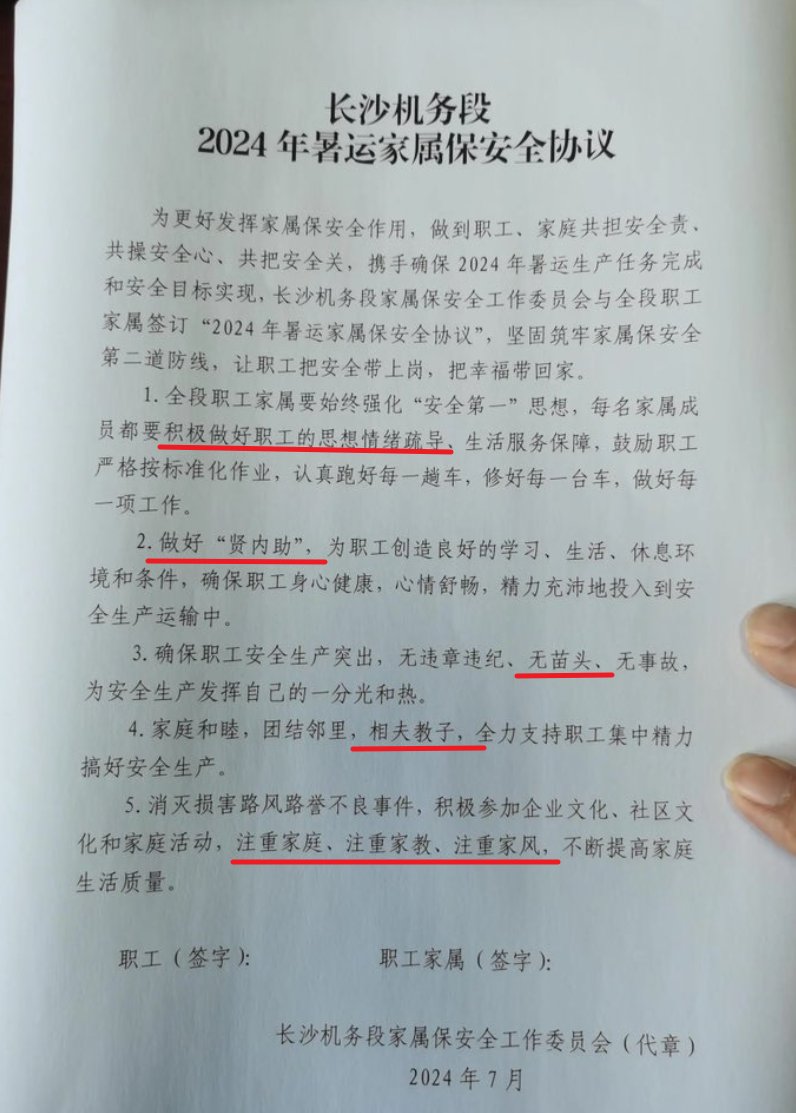 长沙机务段
2024 年暑运家属保安全协议
为更好发挥家属保安全作用，做到职工、家庭共担安全责、
共操安全心、共把安全关，携手确保 2024 年暑运生产任务完成
和安全目标实现，长沙机务段家属保安全工作委员会与全段职工
家属签订“2024 年暑运家属保安全协议”，坚固筑牢家属保安全
第二道防线，让职工把安全带上岗，把幸福带回家。
1. 全段职工家属要始终强化“安全第一”思想，每名家属成
员都要积极做好职工的思想情绪疏导、生活服务保障，鼓励职工
严格按标准化作业，认真跑好每一趟车，修好每一台车，做好每
一项工作。
2. 做好“贤内助”，为职工创造良好的学习、生活、休息环
境和条件，确保职工身心健康，心情舒畅，精力充沛地投入到安
全生产运输中。
3. 确保职工安全生产突出，无违章违纪、无苗头、无事故，
为安全生产发挥自己的一分光和热。
4. 家庭和睦，团结邻里，相夫教子，全力支持职工集中精力
搞好安全生产。
5. 消灭损害路风路誉不良事件，积极参加企业文化、社区文
化和家庭活动，注重家庭、注重家教、注重家风，不断提高家庭
生活质量。
职工（签字）： 职工家属（签字）：
长沙机务段家属保安全工作委员会（代章）
2024 年 7 月